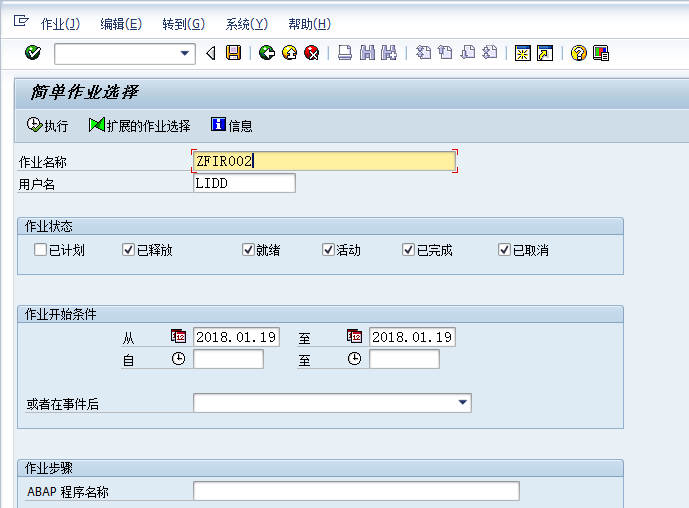 作业(J) 编辑(E) 转到(G) 系统(Y) 帮助(H)
简单作业选择
执行 扩展的作业选择 信息
作业名称 ZFIR002
用户名 LIDD
作业状态
已计划 已释放 就绪 活动 已完成 已取消
作业开始条件
从 2018.01.19 至 2018.01.19
自 至
或者在事件后
作业步骤
ABAP 程序名称